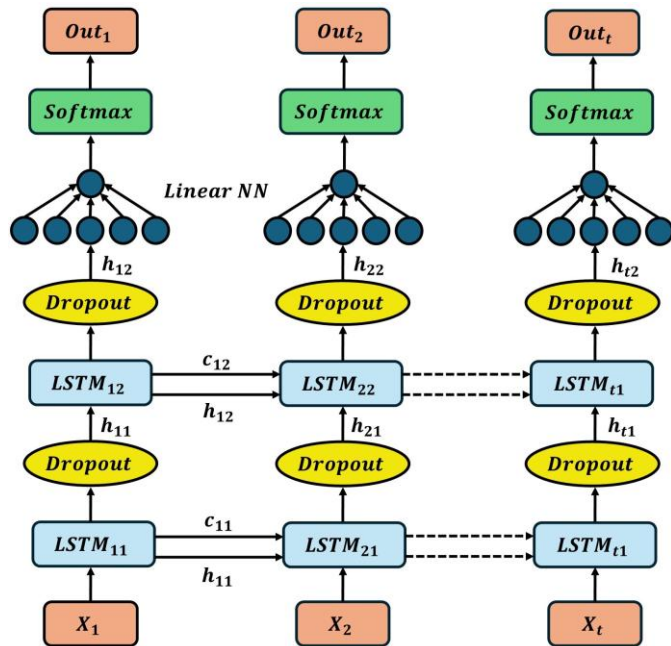 Out₁ Out₂ Outₜ
Softmax Softmax Softmax
Linear NN
h₁₂ h₂₂ hₜ₂
Dropout Dropout Dropout
c₁₂
LSTM₁₂ LSTM₂₂ LSTMₜ₁
h₁₂
h₁₁ h₂₁ hₜ₁
Dropout Dropout Dropout
c₁₁
LSTM₁₁ LSTM₂₁ LSTMₜ₁
h₁₁
X₁ X₂ Xₜ